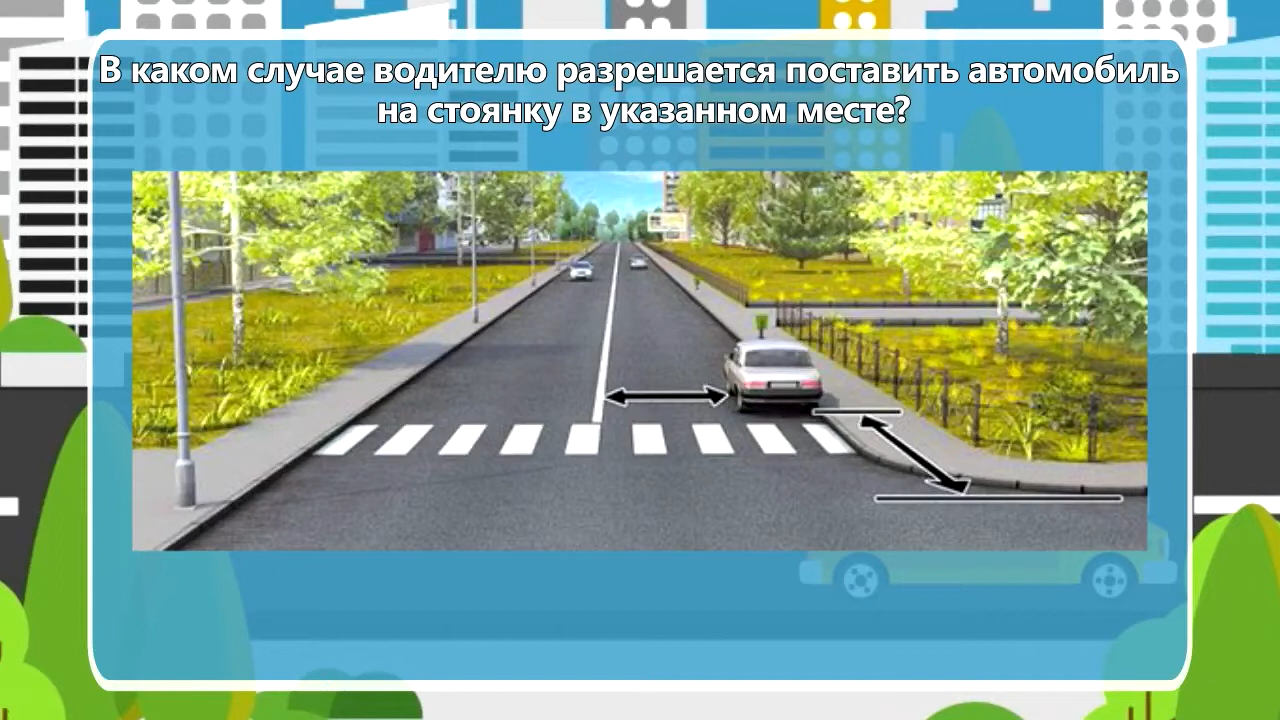 В каком случае водителю разрешается поставить автомобиль
на стоянку в указанном месте?